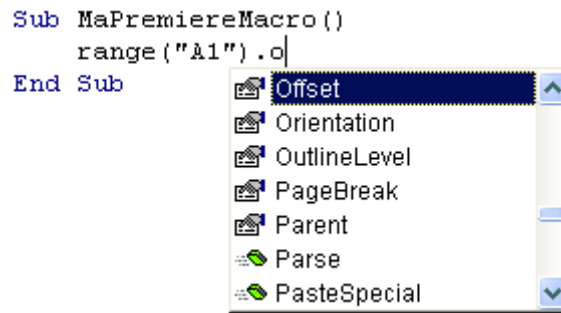 Sub MaPremiereMacro()
range("A1").o
End Sub
Offset
Orientation
OutlineLevel
PageBreak
Parent
Parse
PasteSpecial